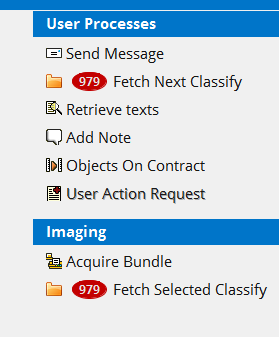 User Processes
Send Message
979 Fetch Next Classify
Retrieve texts
Add Note
Objects On Contract
User Action Request
Imaging
Acquire Bundle
979 Fetch Selected Classify